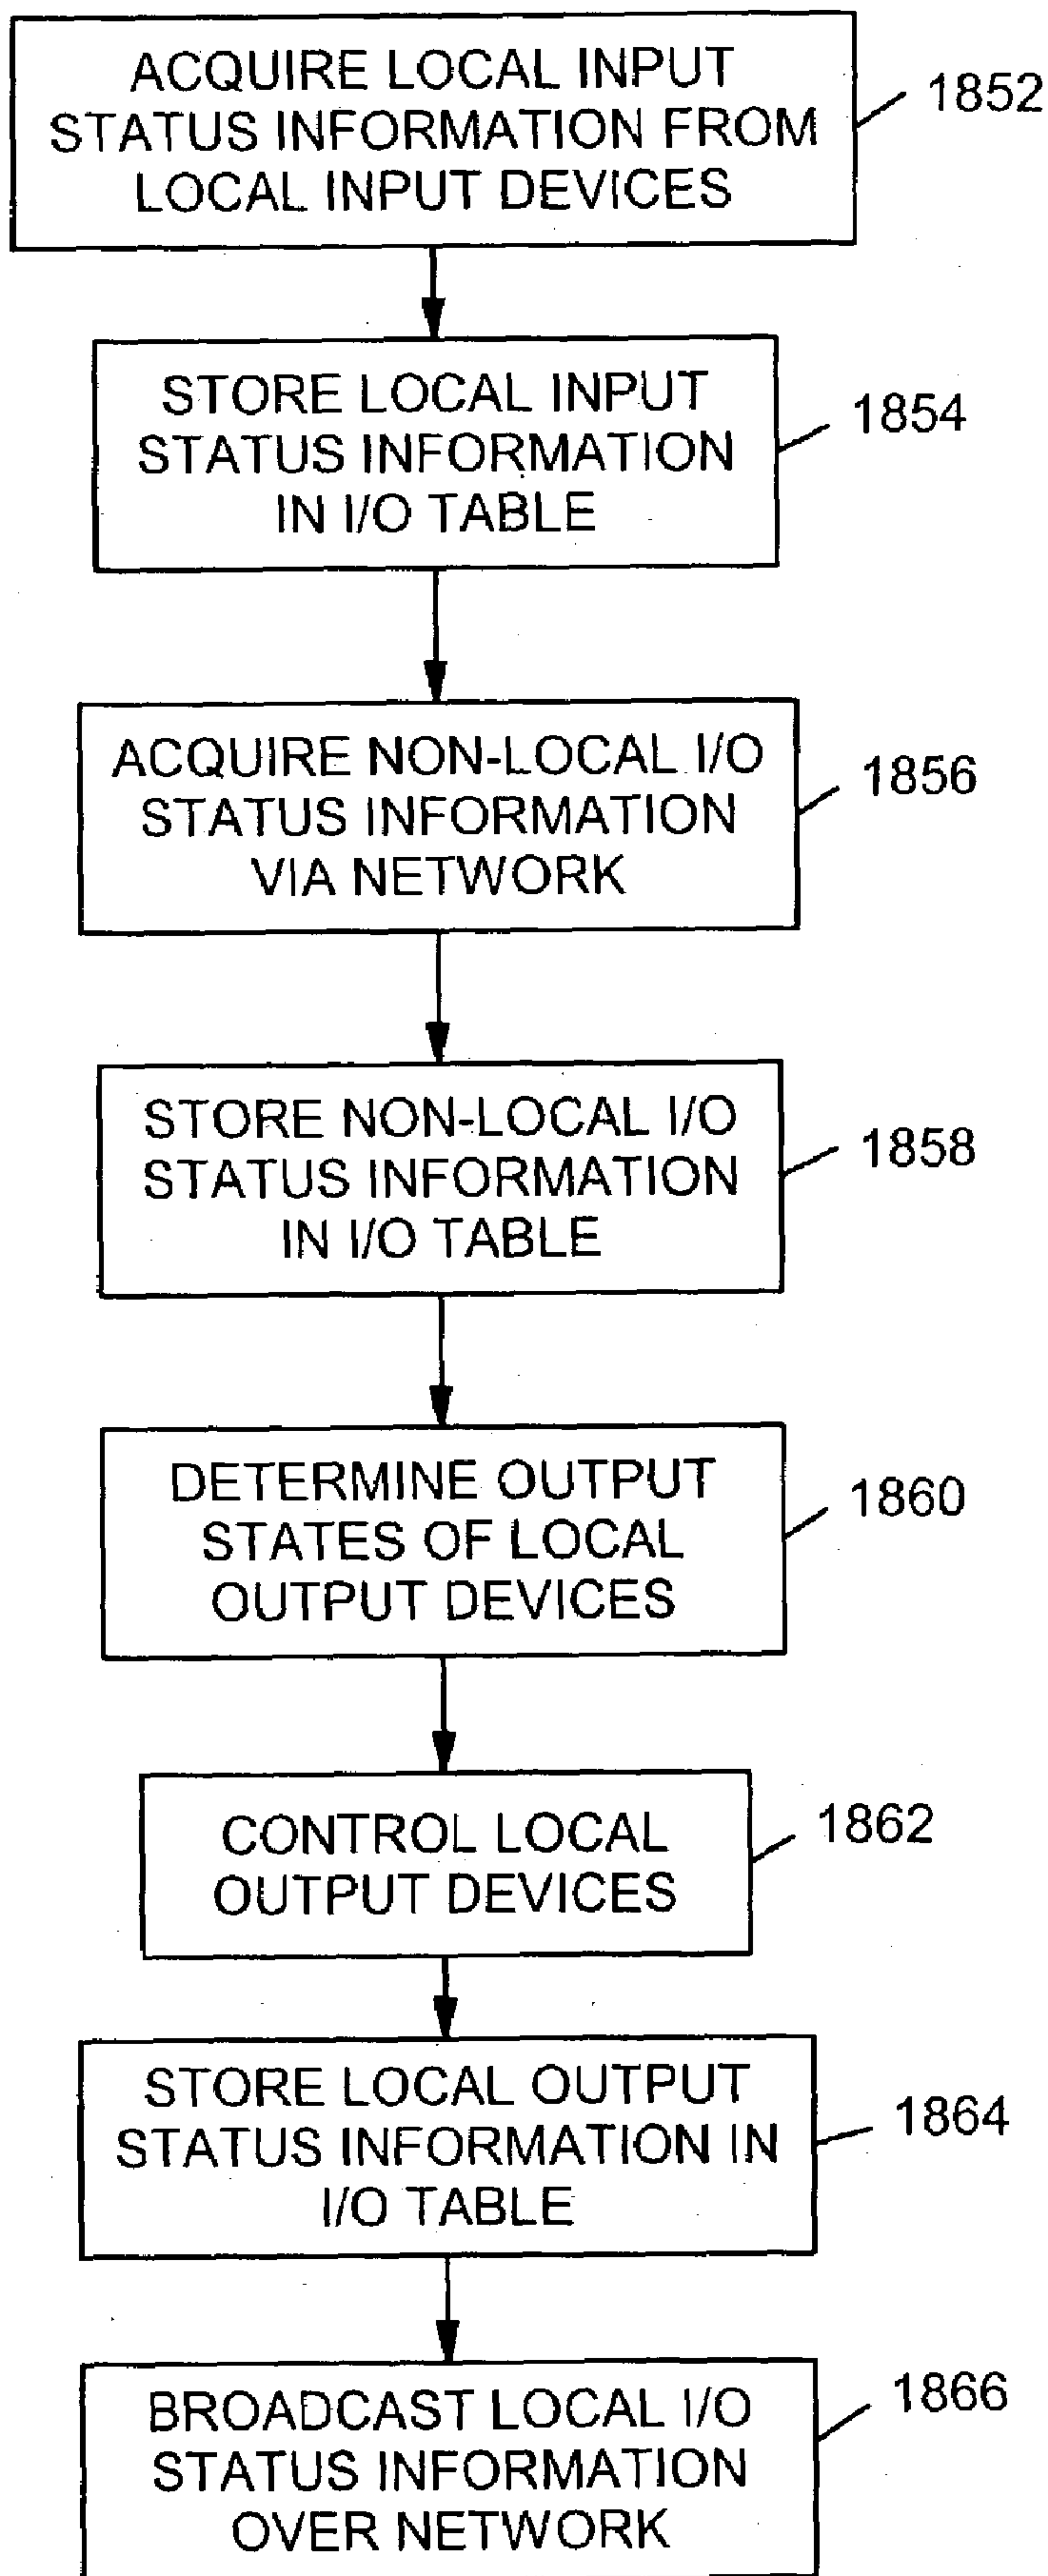 ACQUIRE LOCAL INPUT
STATUS INFORMATION FROM
LOCAL INPUT DEVICES
1852
STORE LOCAL INPUT
STATUS INFORMATION
IN I/O TABLE
1854
ACQUIRE NON-LOCAL I/O
STATUS INFORMATION
VIA NETWORK
1856
STORE NON-LOCAL I/O
STATUS INFORMATION
IN I/O TABLE
1858
DETERMINE OUTPUT
STATES OF LOCAL
OUTPUT DEVICES
1860
CONTROL LOCAL
OUTPUT DEVICES
1862
STORE LOCAL OUTPUT
STATUS INFORMATION IN
I/O TABLE
1864
BROADCAST LOCAL I/O
STATUS INFORMATION
OVER NETWORK
1866